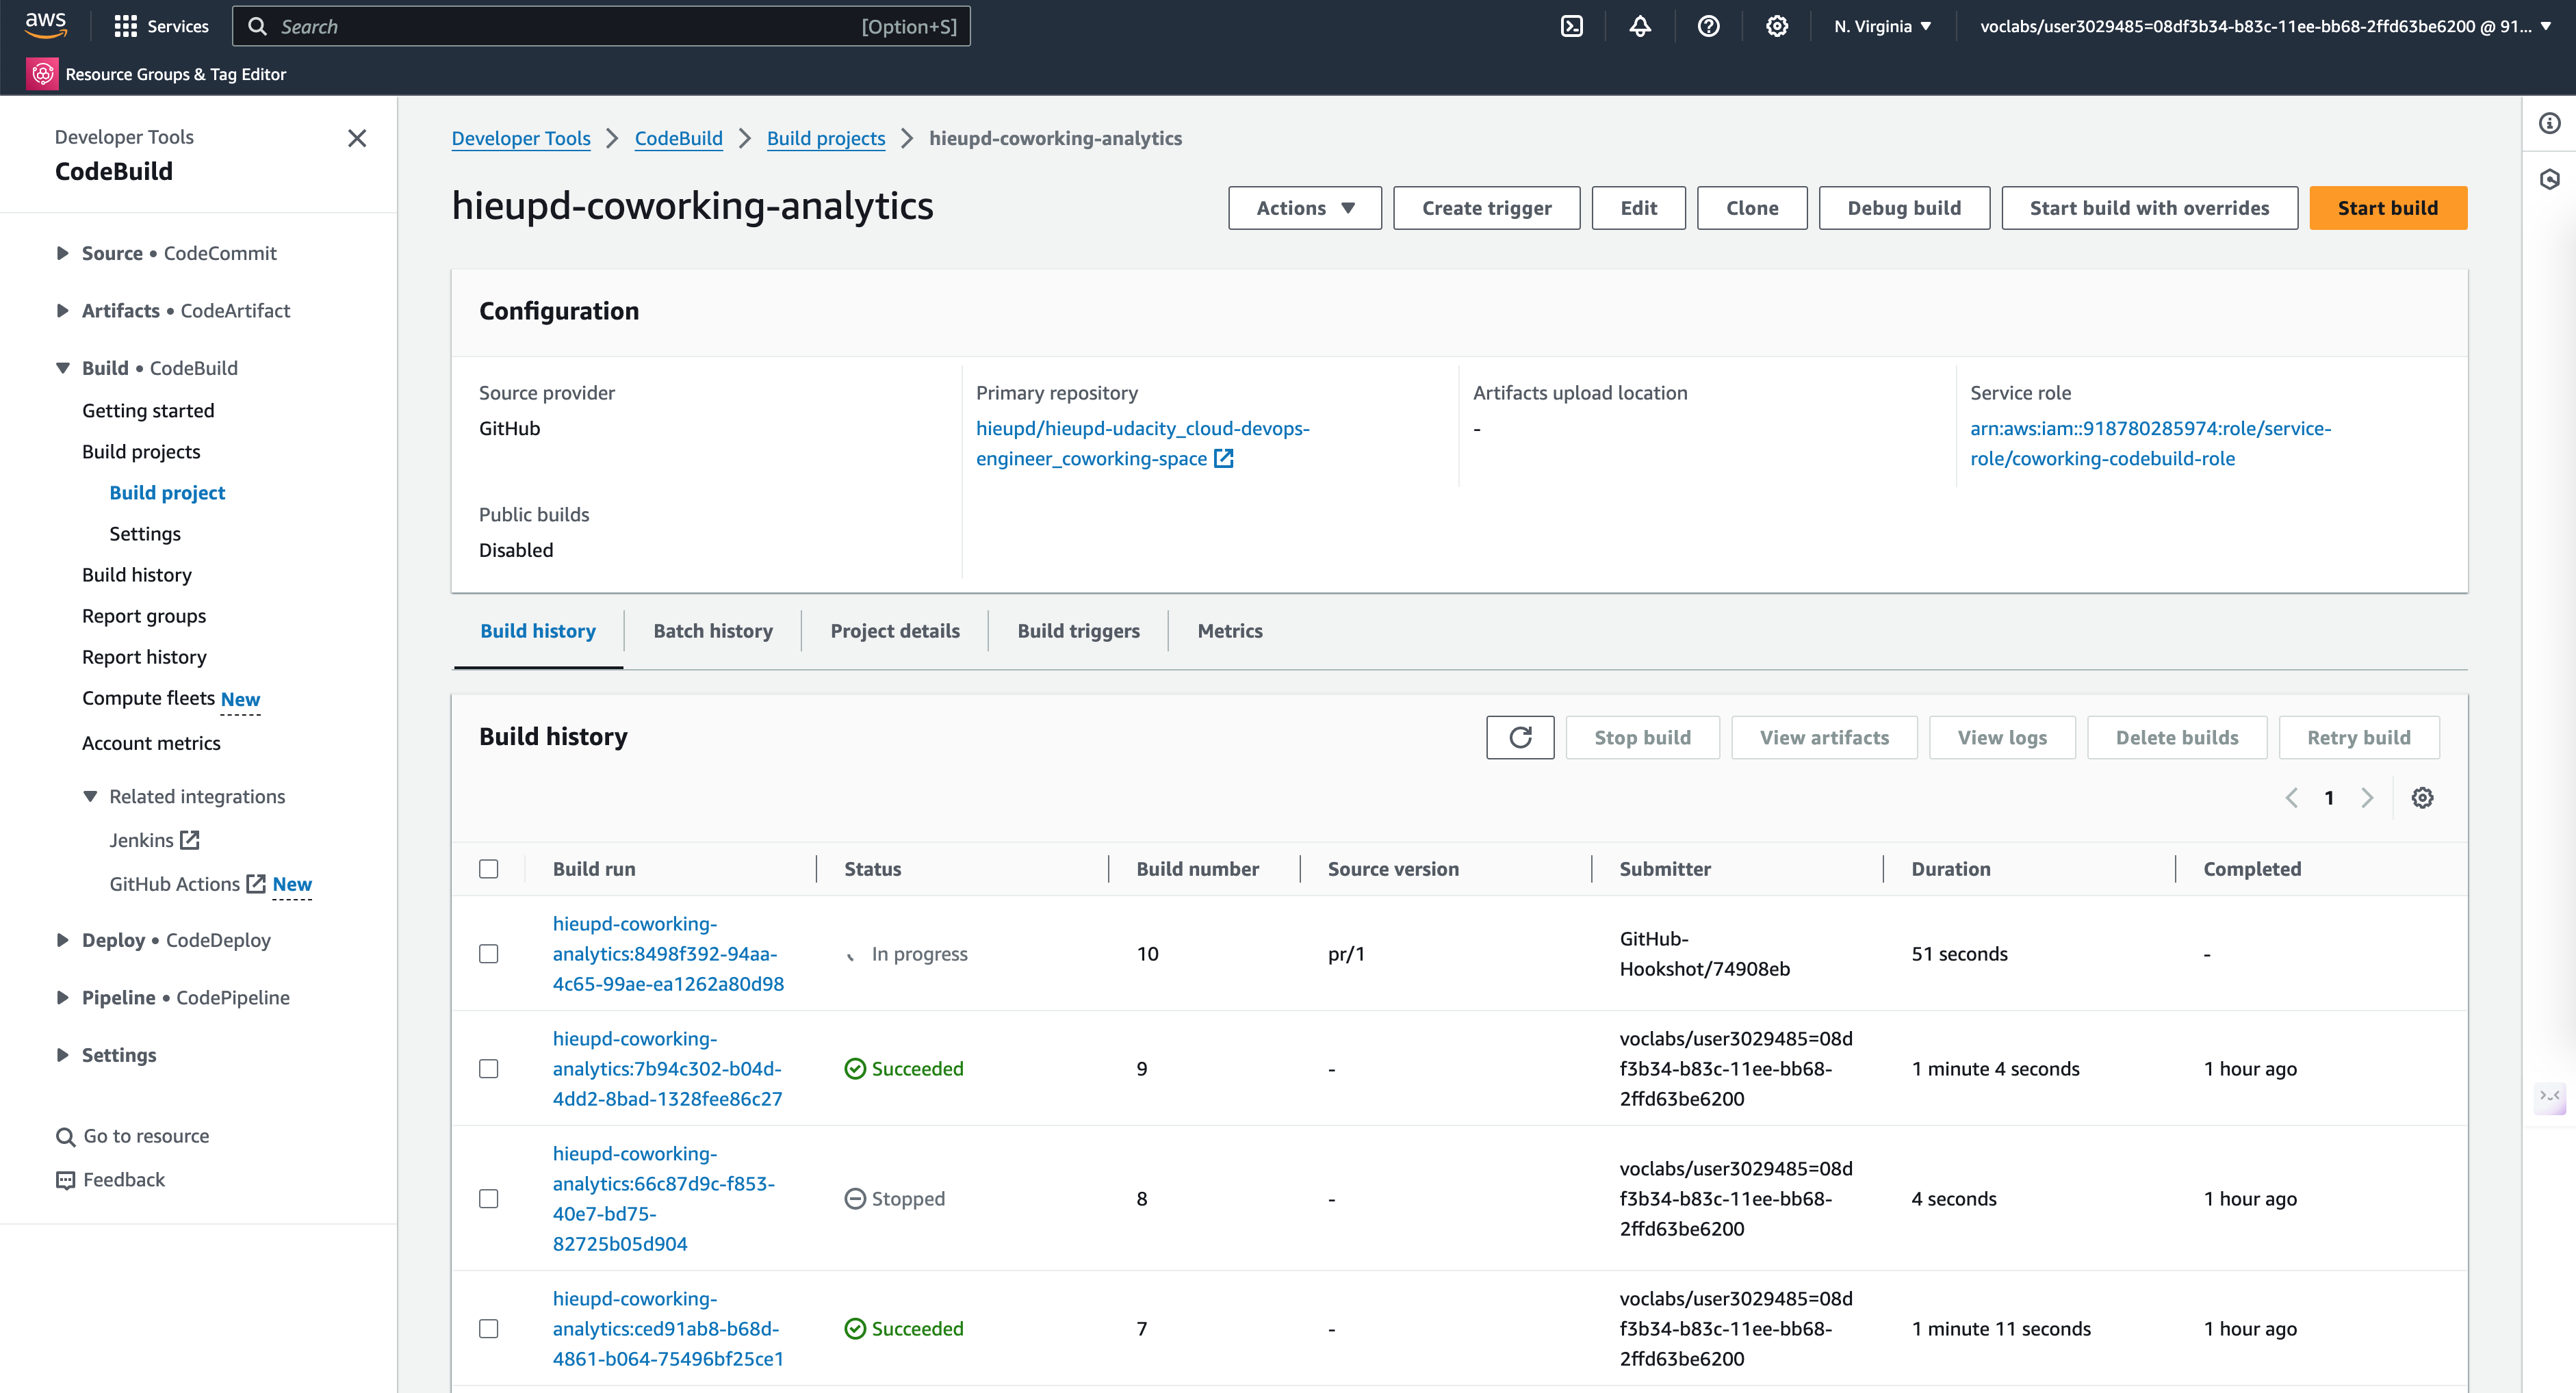 aws
Services
Search
[Option+S]
N. Virginia
voclabs/user3029485=08df3b34-b83c-11ee-bb68-2ffd63be6200 @ 91...
Resource Groups & Tag Editor
Developer Tools
CodeBuild
Source • CodeCommit
Artifacts • CodeArtifact
Build • CodeBuild
Getting started
Build projects
Build project
Settings
Build history
Report groups
Report history
Compute fleets New
Account metrics
Related integrations
Jenkins
GitHub Actions New
Deploy • CodeDeploy
Pipeline • CodePipeline
Settings
Go to resource
Feedback
Developer Tools
CodeBuild
Build projects
hieupd-coworking-analytics
hieupd-coworking-analytics
Actions
Create trigger
Edit
Clone
Debug build
Start build with overrides
Start build
Configuration
Source provider
GitHub
Primary repository
hieupd/hieupd-udacity_cloud-devops-
engineer_coworking-space
Artifacts upload location
-
Service role
arn:aws:iam::918780285974:role/service-
role/coworking-codebuild-role
Public builds
Disabled
Build history
Batch history
Project details
Build triggers
Metrics
Build history
Stop build
View artifacts
View logs
Delete builds
Retry build
1
Build run
Status
Build number
Source version
Submitter
Duration
Completed
hieupd-coworking-
analytics:8498f392-94aa-
4c65-99ae-ea1262a80d98
In progress
10
pr/1
GitHub-
Hookshot/74908eb
51 seconds
-
hieupd-coworking-
analytics:7b94c302-b04d-
4dd2-8bad-1328fee86c27
Succeeded
9
-
voclabs/user3029485=08d
f3b34-b83c-11ee-bb68-
2ffd63be6200
1 minute 4 seconds
1 hour ago
hieupd-coworking-
analytics:66c87d9c-f853-
40e7-bd75-
82725b05d904
Stopped
8
-
voclabs/user3029485=08d
f3b34-b83c-11ee-bb68-
2ffd63be6200
4 seconds
1 hour ago
hieupd-coworking-
analytics:ced91ab8-b68d-
4861-b064-75496bf25ce1
Succeeded
7
-
voclabs/user3029485=08d
f3b34-b83c-11ee-bb68-
2ffd63be6200
1 minute 11 seconds
1 hour ago